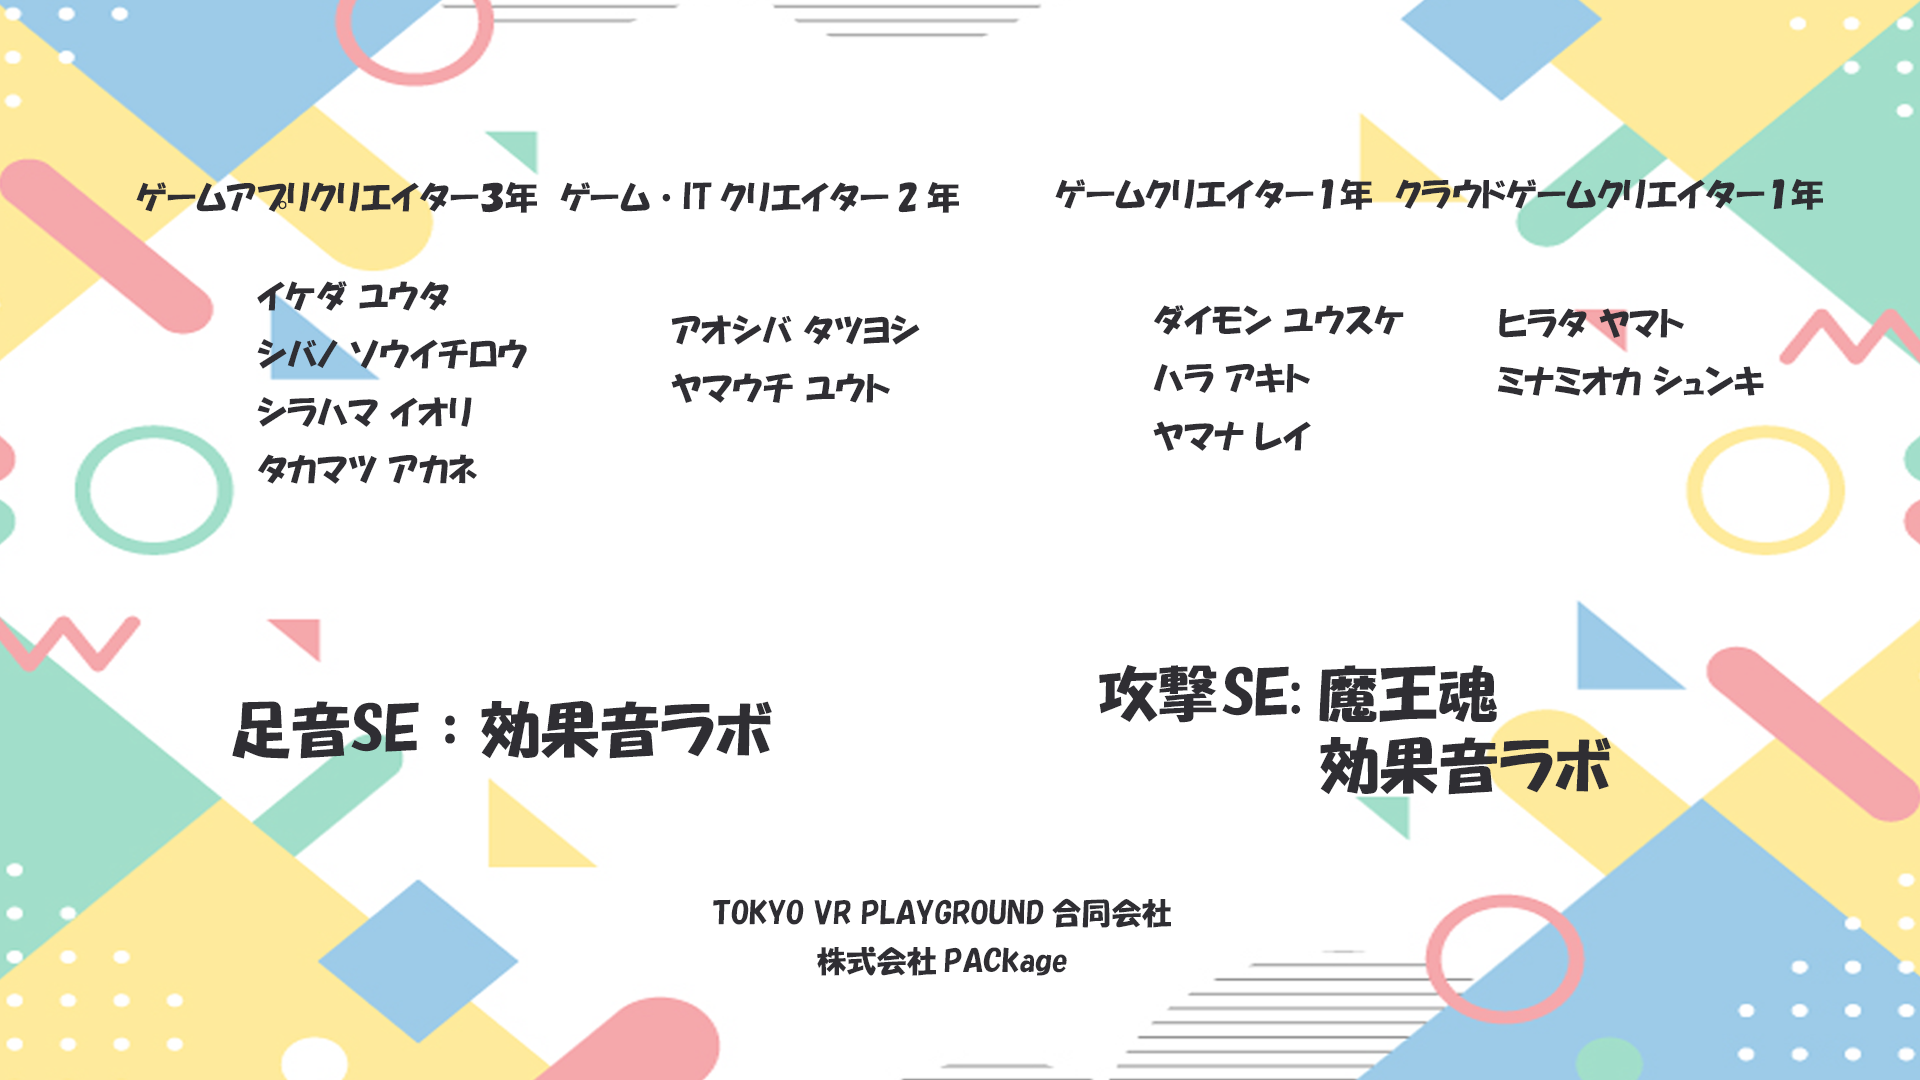 ゲームアプリクリエイター3年
イケダ ユウタ
シバノ ソウイチロウ
シラハマ イオリ
タカマツ アカネ
ゲーム・ITクリエイター2年
アオシバ タツヨシ
ヤマウチ ユウト
ゲームクリエイター1年
ダイモン ユウスケ
ハラ アキト
ヤマナ レイ
クラウドゲームクリエイター1年
ヒラタ ヤマト
ミナミオカ シュンキ
足音SE：効果音ラボ
攻撃SE: 魔王魂
効果音ラボ
TOKYO VR PLAYGROUND 合同会社
株式会社 PACKage